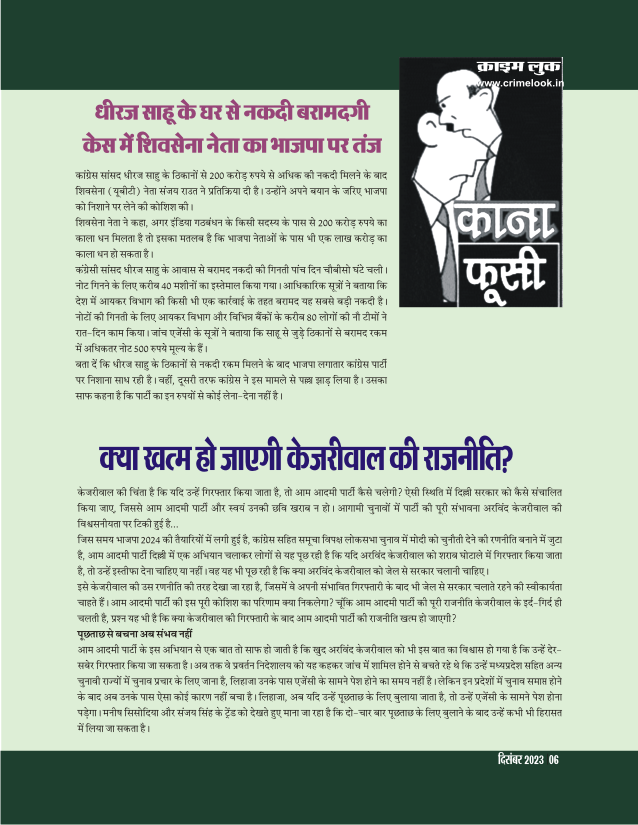 क्राइम लुक
www.crimelook.in
धीरज साहू के घर से नकदी बरामदगी
केस में शिवसेना नेता का भाजपा पर तंज
काना
फूसी
कांग्रेस सांसद धीरज साहू के ठिकानों से 200 करोड़ रुपये से अधिक की नकदी मिलने के बाद
शिवसेना (यूबीटी) नेता संजय राउत ने प्रतिक्रिया दी है। उन्होंने अपने बयान के जरिए भाजपा
को निशाने पर लेने की कोशिश की।
शिवसेना नेता ने कहा, अगर इंडिया गठबंधन के किसी सदस्य के पास से 200 करोड़ रुपये का
काला धन मिलता है तो इसका मतलब है कि भाजपा नेताओं के पास भी एक लाख करोड़ का
काला धन हो सकता है।
कांग्रेसी सांसद धीरज साहू के आवास से बरामद नकदी की गिनती पांच दिन चौबीसो घंटे चली।
नोट गिनने के लिए करीब 40 मशीनों का इस्तेमाल किया गया। आधिकारिक सूत्रों ने बताया कि
देश में आयकर विभाग की किसी भी एक कार्रवाई के तहत बरामद यह सबसे बड़ी नकदी है।
नोटों की गिनती के लिए आयकर विभाग और विभिन्न बैंकों के करीब 80 लोगों की नौ टीमों ने
रात-दिन काम किया। जांच एजेंसी के सूत्रों ने बताया कि साहू से जुड़े ठिकानों से बरामद रकम
में अधिकतर नोट 500 रुपये मूल्य के हैं।
बता दें कि धीरज साहु के ठिकानों से नकदी रकम मिलने के बाद भाजपा लगातार कांग्रेस पार्टी
पर निशाना साध रही है। वहीं, दूसरी तरफ कांग्रेस ने इस मामले से पल्ला झाड़ लिया है। उसका
साफ कहना है कि पार्टी का इन रुपयों से कोई लेना-देना नहीं है।
क्या खत्म हो जाएगी केजरीवाल की राजनीति?
केजरीवाल की चिंता है कि यदि उन्हें गिरफ्तार किया जाता है, तो आम आदमी पार्टी कैसे चलेगी? ऐसी स्थिति में दिल्ली सरकार को कैसे संचालित
किया जाए, जिससे आम आदमी पार्टी और स्वयं उनकी छवि खराब न हो। आगामी चुनावों में पार्टी की पूरी संभावना अरविंद केजरीवाल की
विश्वसनीयता पर टिकी हुई है...
जिस समय भाजपा 2024 की तैयारियों में लगी हुई है, कांग्रेस सहित समूचा विपक्ष लोकसभा चुनाव में मोदी को चुनौती देने की रणनीति बनाने में जुटा
है, आम आदमी पार्टी दिल्ली में एक अभियान चलाकर लोगों से यह पूछ रही है कि यदि अरविंद केजरीवाल को शराब घोटाले में गिरफ्तार किया जाता
है, तो उन्हें इस्तीफा देना चाहिए या नहीं। वह यह भी पूछ रही है कि क्या अरविंद केजरीवाल को जेल से सरकार चलानी चाहिए।
इसे केजरीवाल की उस रणनीति की तरह देखा जा रहा है, जिसमें वे अपनी संभावित गिरफ्तारी के बाद भी जेल से सरकार चलाते रहने की स्वीकार्यता
चाहते हैं। आम आदमी पार्टी की इस पूरी कोशिश का परिणाम क्या निकलेगा? चूंकि आम आदमी पार्टी की पूरी राजनीति केजरीवाल के इर्द-गिर्द ही
चलती है, प्रश्न यह भी है कि क्या केजरीवाल की गिरफ्तारी के बाद आम आदमी पार्टी की राजनीति खत्म हो जाएगी?
पूछताछ से बचना अब संभव नहीं
आम आदमी पार्टी के इस अभियान से एक बात तो साफ हो जाती है कि खुद अरविंद केजरीवाल को भी इस बात का विश्वास हो गया है कि उन्हें देर-
सबेर गिरफ्तार किया जा सकता है। अब तक वे प्रवर्तन निदेशालय को यह कहकर जांच में शामिल होने से बचते रहे थे कि उन्हें मध्यप्रदेश सहित अन्य
चुनावी राज्यों में चुनाव प्रचार के लिए जाना है, लिहाजा उनके पास एजेंसी के सामने पेश होने का समय नहीं है। लेकिन इन प्रदेशों में चुनाव समाप्त होने
के बाद अब उनके पास ऐसा कोई कारण नहीं बचा है। लिहाजा, अब यदि उन्हें पूछताछ के लिए बुलाया जाता है, तो उन्हें एजेंसी के सामने पेश होना
पड़ेगा। मनीष सिसोदिया और संजय सिंह के ट्रेंड को देखते हुए माना जा रहा है कि दो-चार बार पूछताछ के लिए बुलाने के बाद उन्हें कभी भी हिरासत
में लिया जा सकता है।
दिसंबर 2023 06